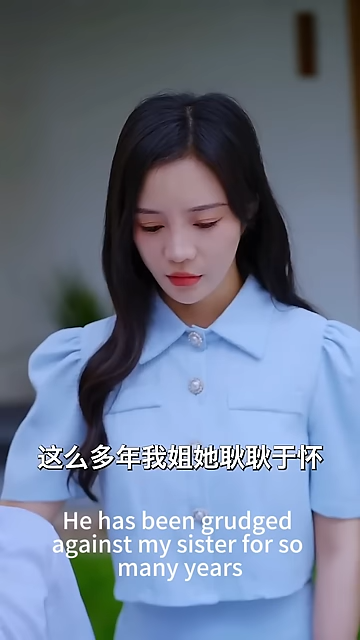 这么多年我姐她耿耿于怀
He has been grudged
against my sister for so
many years